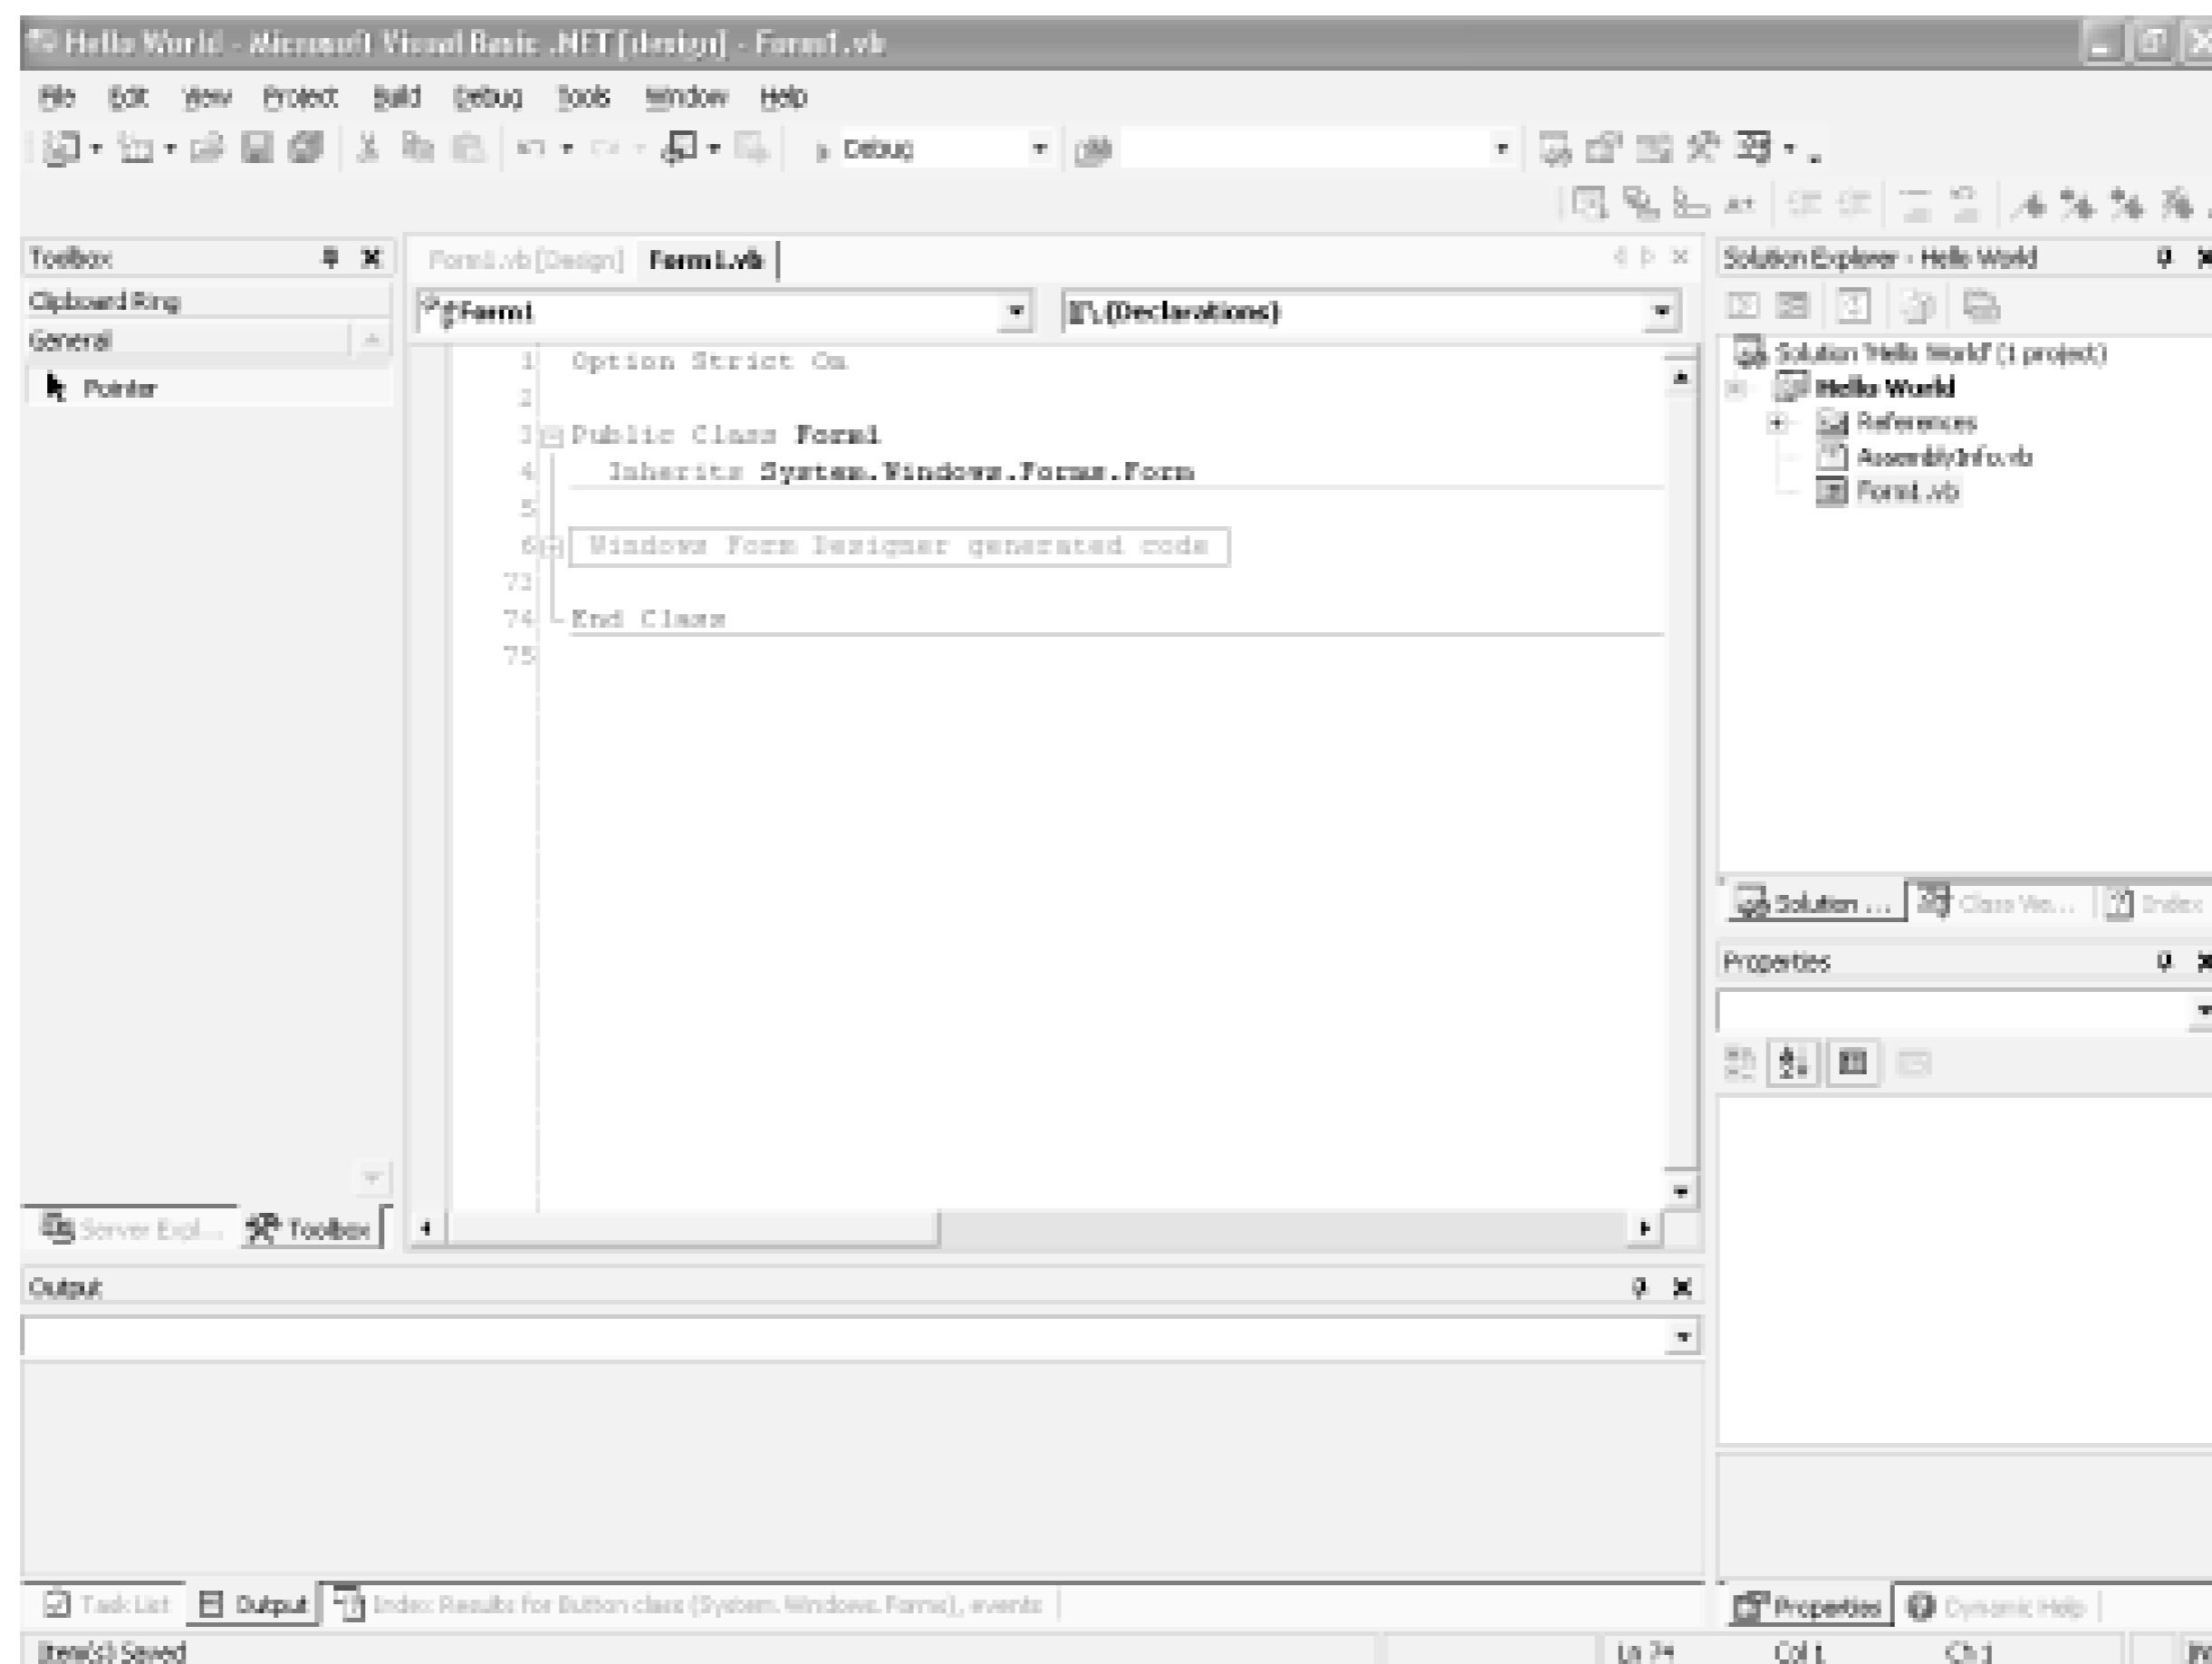 Hello World - Microsoft Visual Basic .NET [design] - Form1.vb
File Edit View Project Build Debug Tools Window Help
Debug
Toolbox
Clipboard Ring
General
Pointer
Server Expl...
Toolbox
Form1.vb [Design] Form1.vb
Form1
(Declarations)
1 Option Strict On
2
3 Public Class Form1
4 Inherits System.Windows.Forms.Form
5
6 Windows Form Designer generated code
73
74 End Class
75
Solution Explorer - Hello World
Solution 'Hello World' (1 project)
Hello World
References
AssemblyInfo.vb
Form1.vb
Solution ... Class Vie... Index
Properties
Output
Task List Output Index Results for Button class (System.Windows.Forms), events
Properties Dynamic Help
Item(s) Saved
Ln 74 Col 1 Ch 1